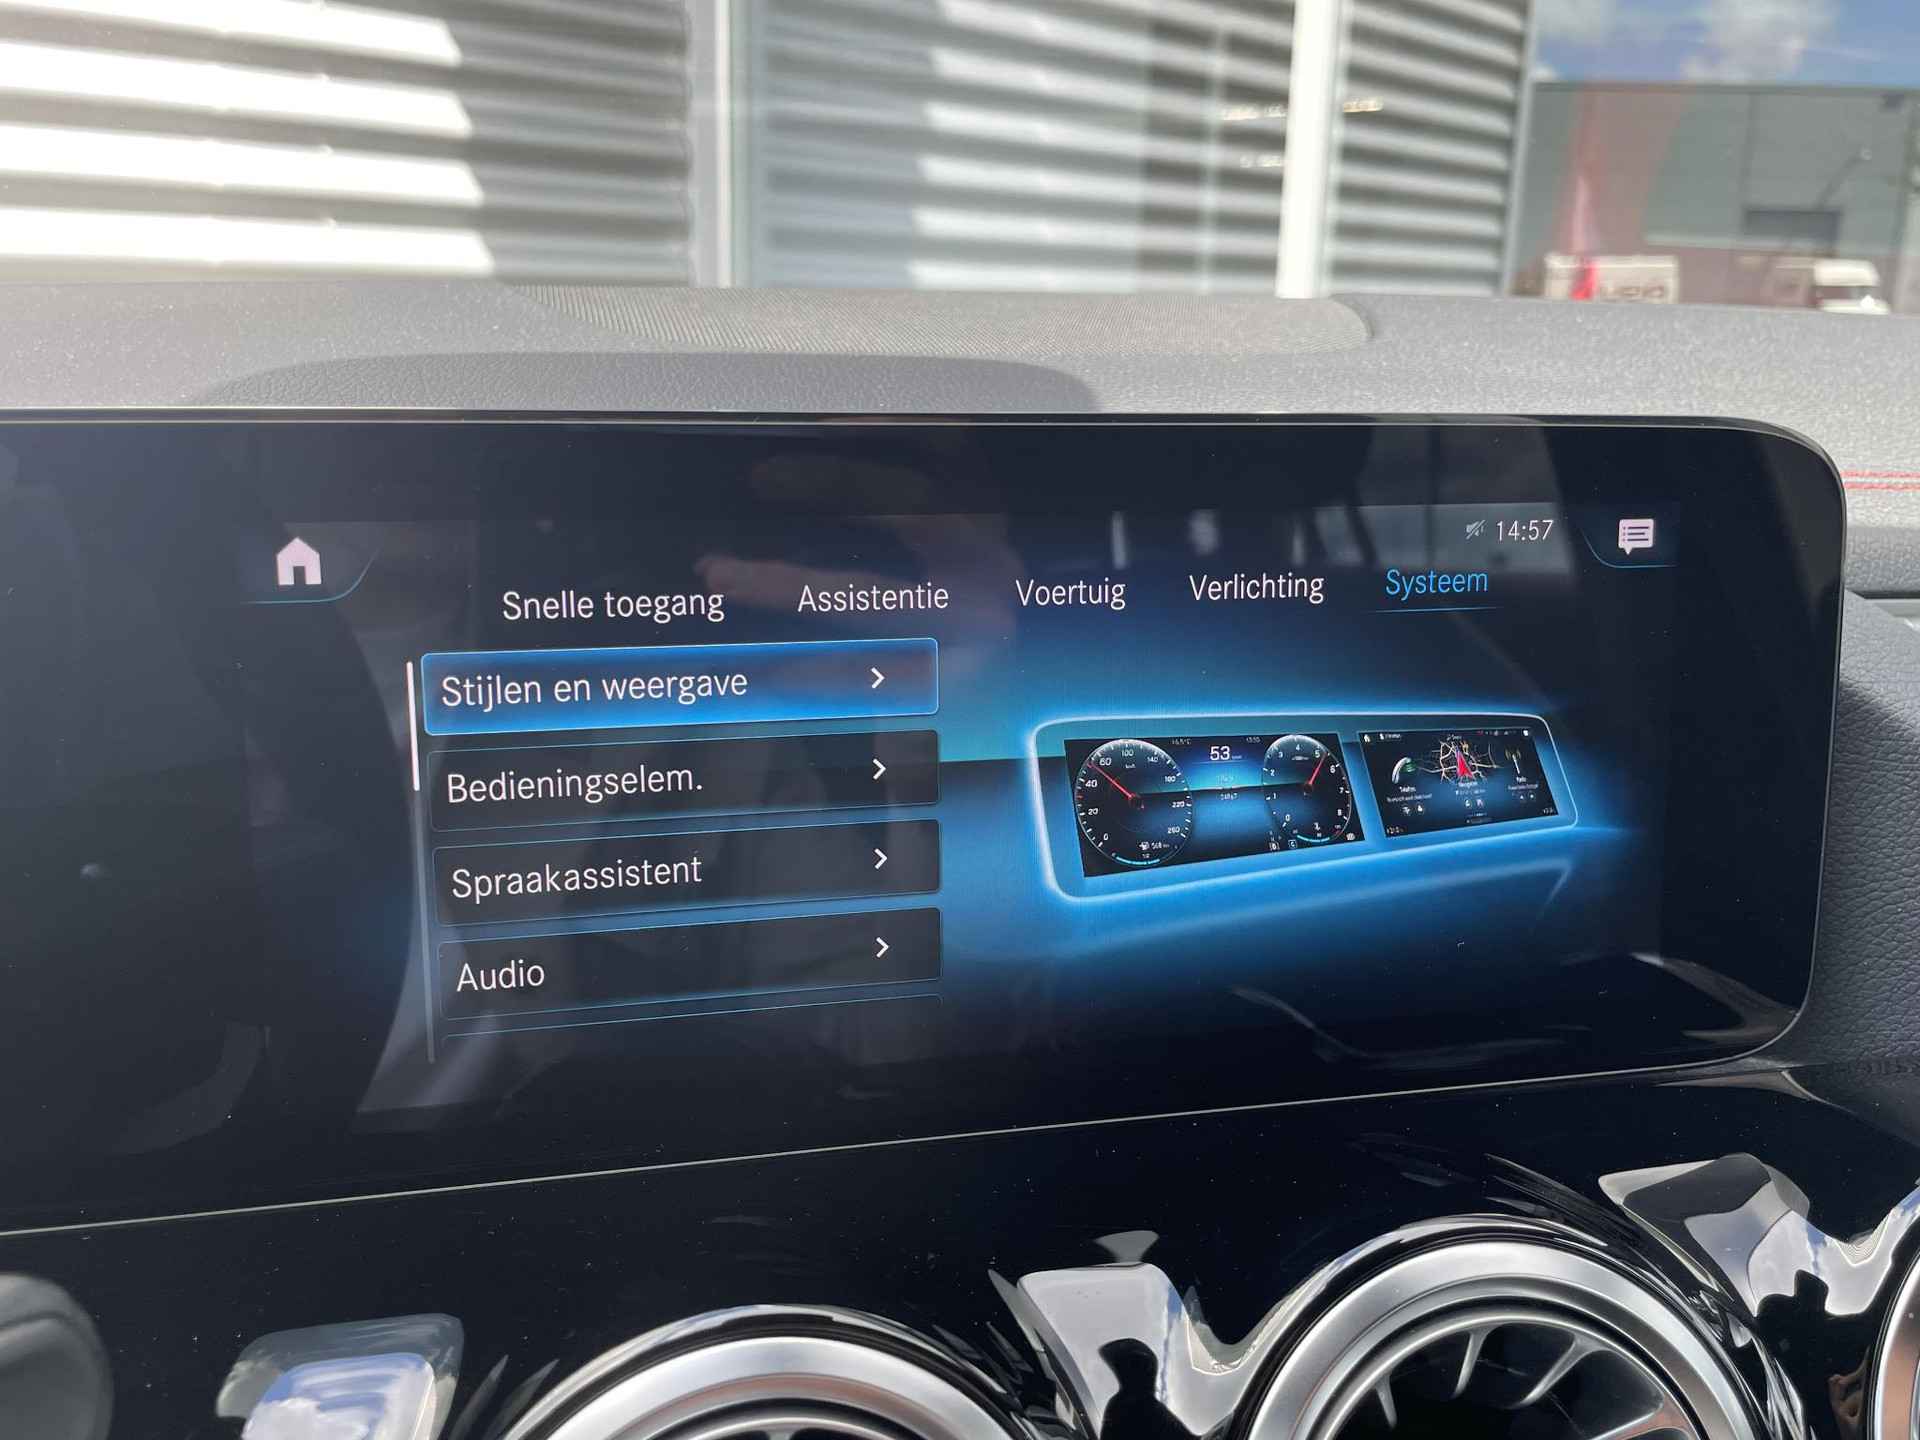 14:57
Snelle toegang
Assistentie
Voertuig
Verlichting
Systeem
Stijlen en weergave
Bedieningselem.
Spraakassistent
Audio
53